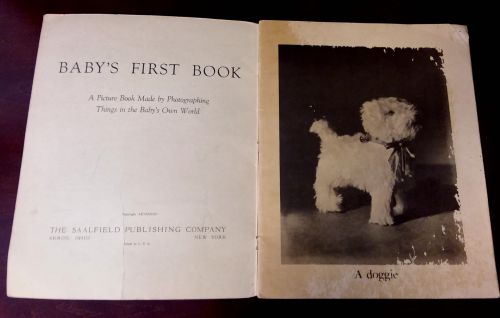 BABY'S FIRST BOOK
A Picture Book Made by Photographing
Things in the Baby's Own World
Copyright
THE SAALFIELD PUBLISHING COMPANY
AKRON, OHIO NEW YORK
A doggie